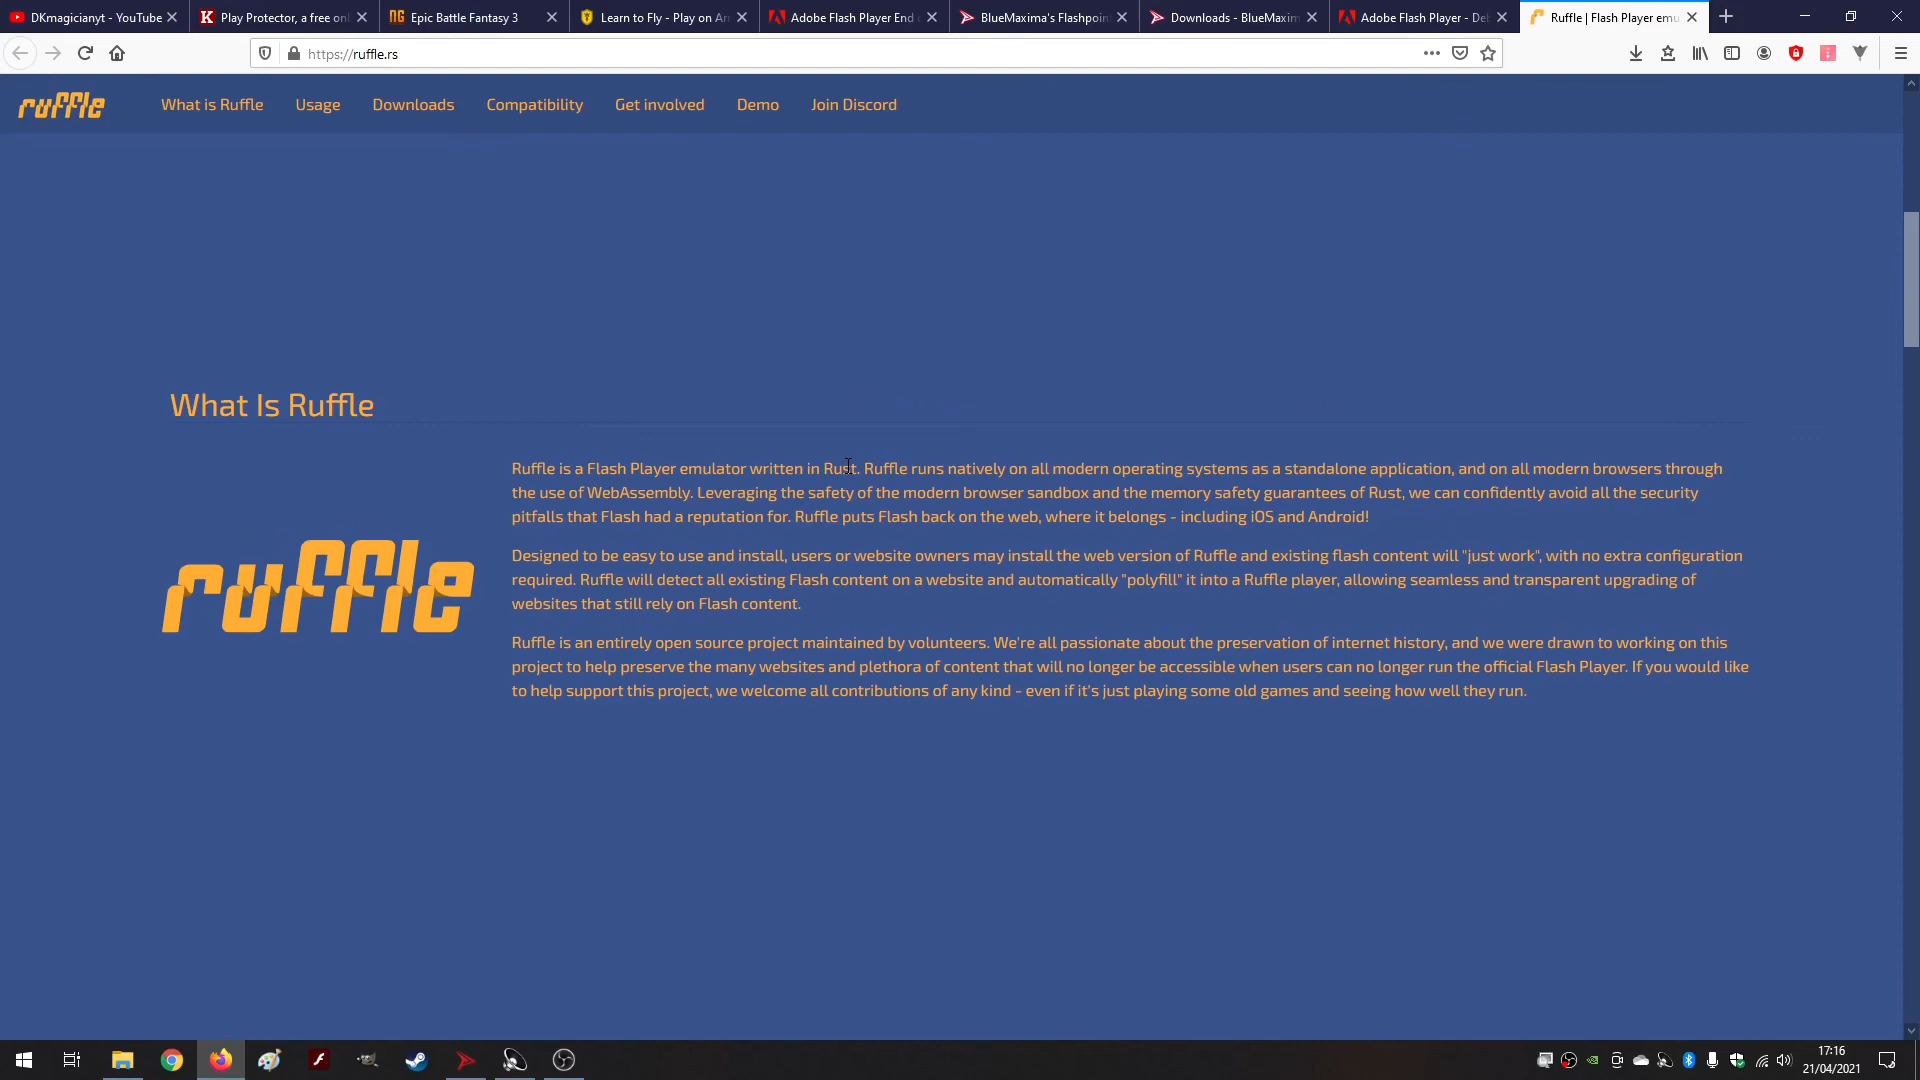 DKmagicianyt - YouTube
Play Protector, a free onl
Epic Battle Fantasy 3
Learn to Fly - Play on Ar
Adobe Flash Player End o
BlueMaxima's Flashpoin
Downloads - BlueMaxim
Adobe Flash Player - Deb
Ruffle | Flash Player emu
https://ruffle.rs
ruffle
What is Ruffle
Usage
Downloads
Compatibility
Get involved
Demo
Join Discord
What Is Ruffle
Ruffle is a Flash Player emulator written in Rust. Ruffle runs natively on all modern operating systems as a standalone application, and on all modern browsers through
the use of WebAssembly. Leveraging the safety of the modern browser sandbox and the memory safety guarantees of Rust, we can confidently avoid all the security
pitfalls that Flash had a reputation for. Ruffle puts Flash back on the web, where it belongs - including iOS and Android!
Designed to be easy to use and install, users or website owners may install the web version of Ruffle and existing flash content will "just work", with no extra configuration
required. Ruffle will detect all existing Flash content on a website and automatically "polyfill" it into a Ruffle player, allowing seamless and transparent upgrading of
websites that still rely on Flash content.
ruffle
Ruffle is an entirely open source project maintained by volunteers. We're all passionate about the preservation of internet history, and we were drawn to working on this
project to help preserve the many websites and plethora of content that will no longer be accessible when users can no longer run the official Flash Player. If you would like
to help support this project, we welcome all contributions of any kind - even if it's just playing some old games and seeing how well they run.
17:16
21/04/2021